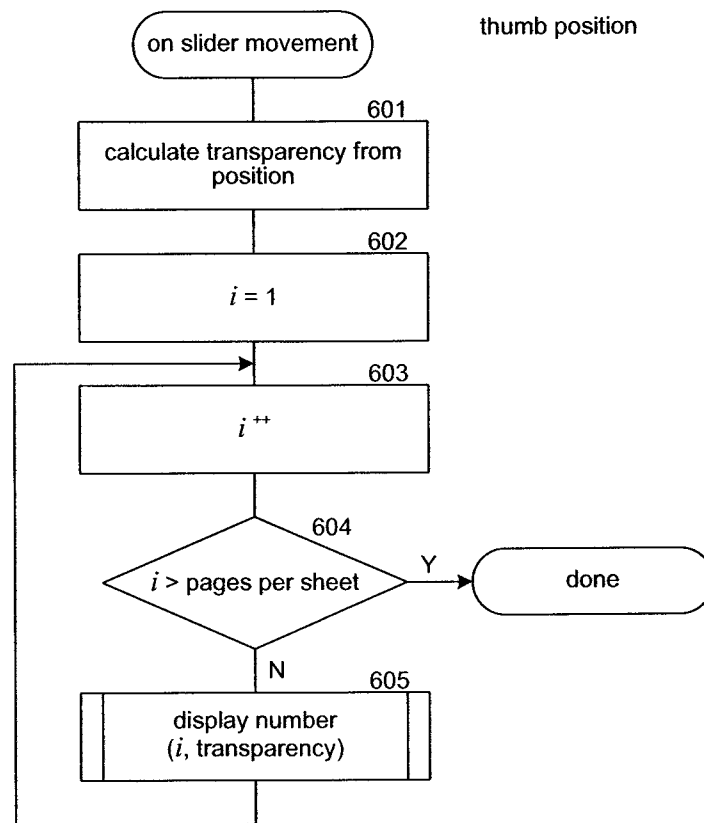 on slider movement
thumb position
601
calculate transparency from
position
602
i = 1
603
i ++
604
i > pages per sheet
Y
done
N
605
display number
(i, transparency)